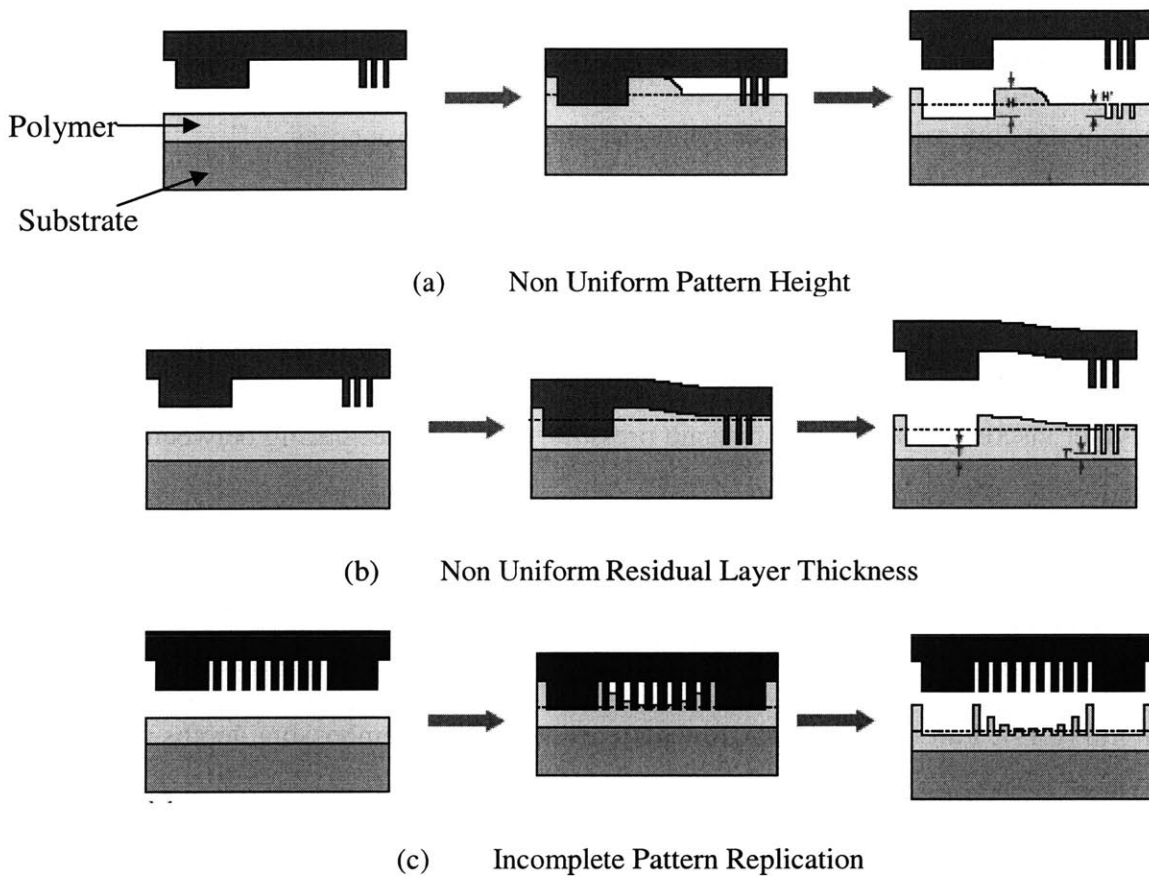 Polymer
Substrate
H
H'
(a) Non Uniform Pattern Height
T
T'
(b) Non Uniform Residual Layer Thickness
(c) Incomplete Pattern Replication